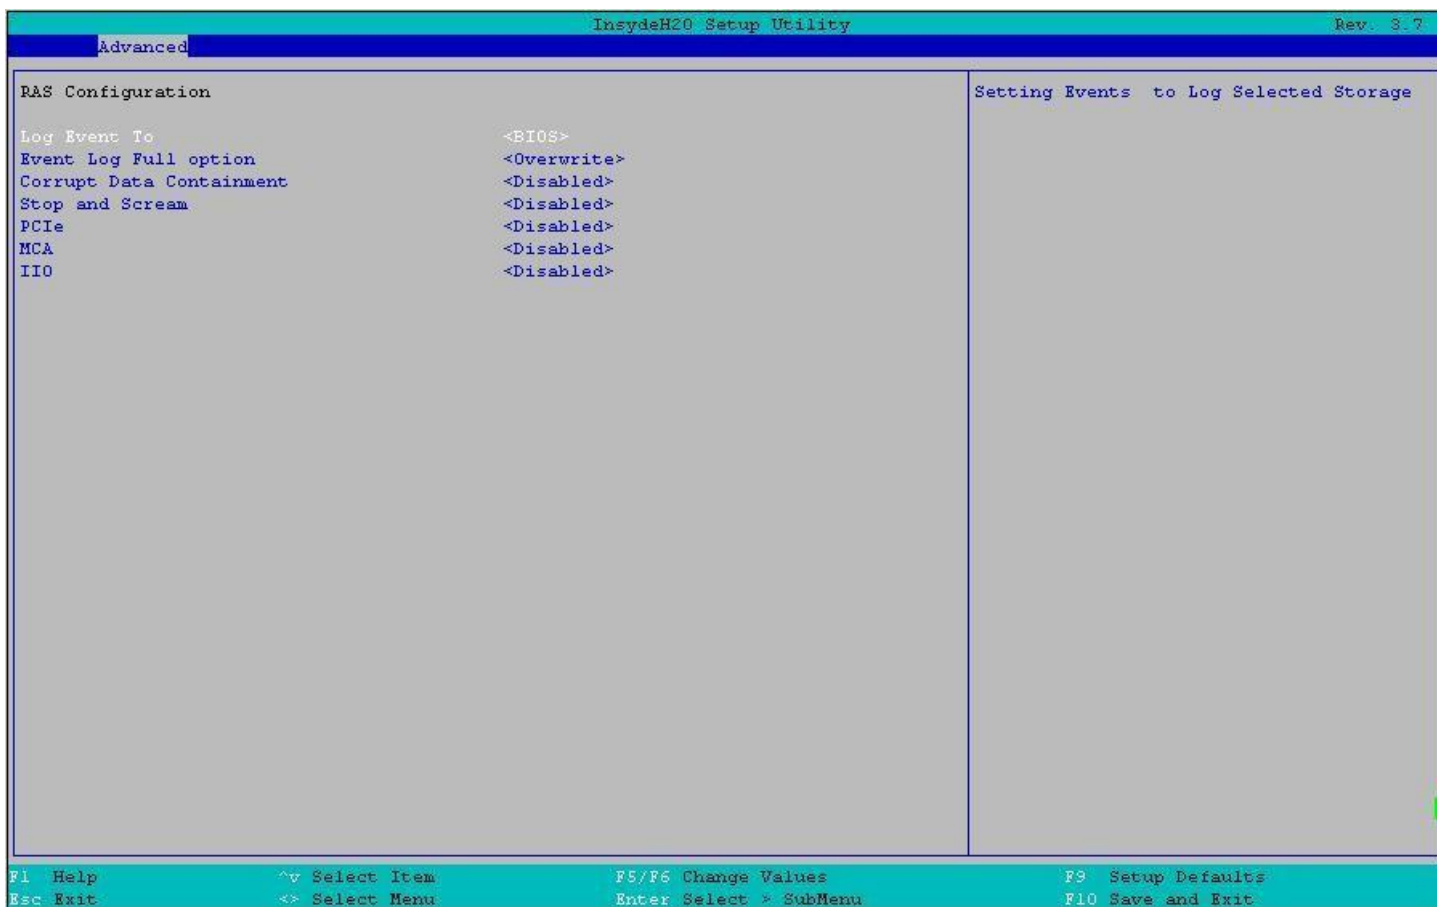 InsydeH20 Setup Utility Rev. 3.7
Advanced
RAS Configuration
Setting Events to Log Selected Storage
Log Event To <BIOS>
Event Log Full option <Overwrite>
Corrupt Data Containment <Disabled>
Stop and Scream <Disabled>
PCIe <Disabled>
MCA <Disabled>
IIO <Disabled>
F1 Help ^v Select Item F5/F6 Change Values F9 Setup Defaults
Esc Exit <> Select Menu Enter Select > SubMenu F10 Save and Exit